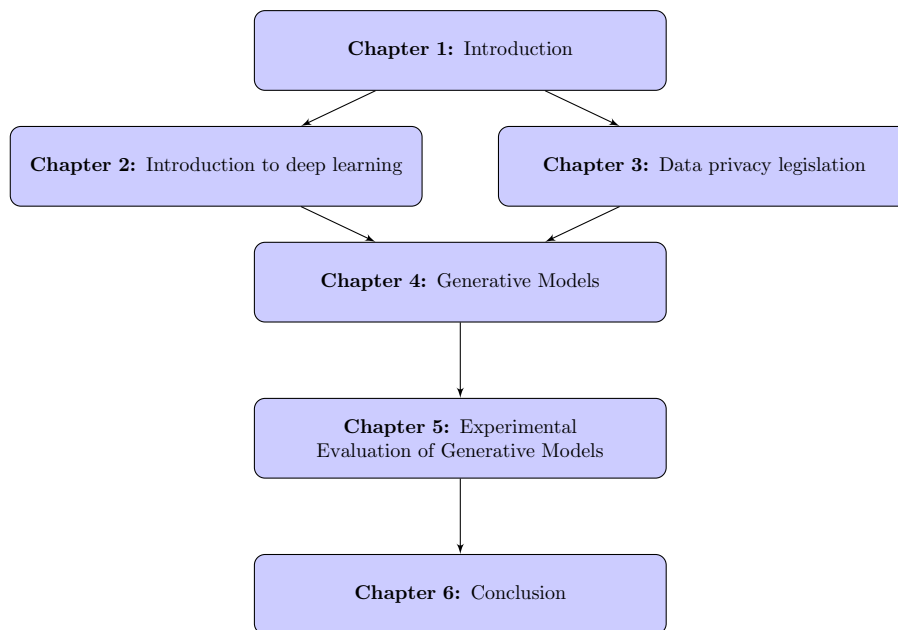 Chapter 1: Introduction
Chapter 2: Introduction to deep learning
Chapter 3: Data privacy legislation
Chapter 4: Generative Models
Chapter 5: Experimental
Evaluation of Generative Models
Chapter 6: Conclusion